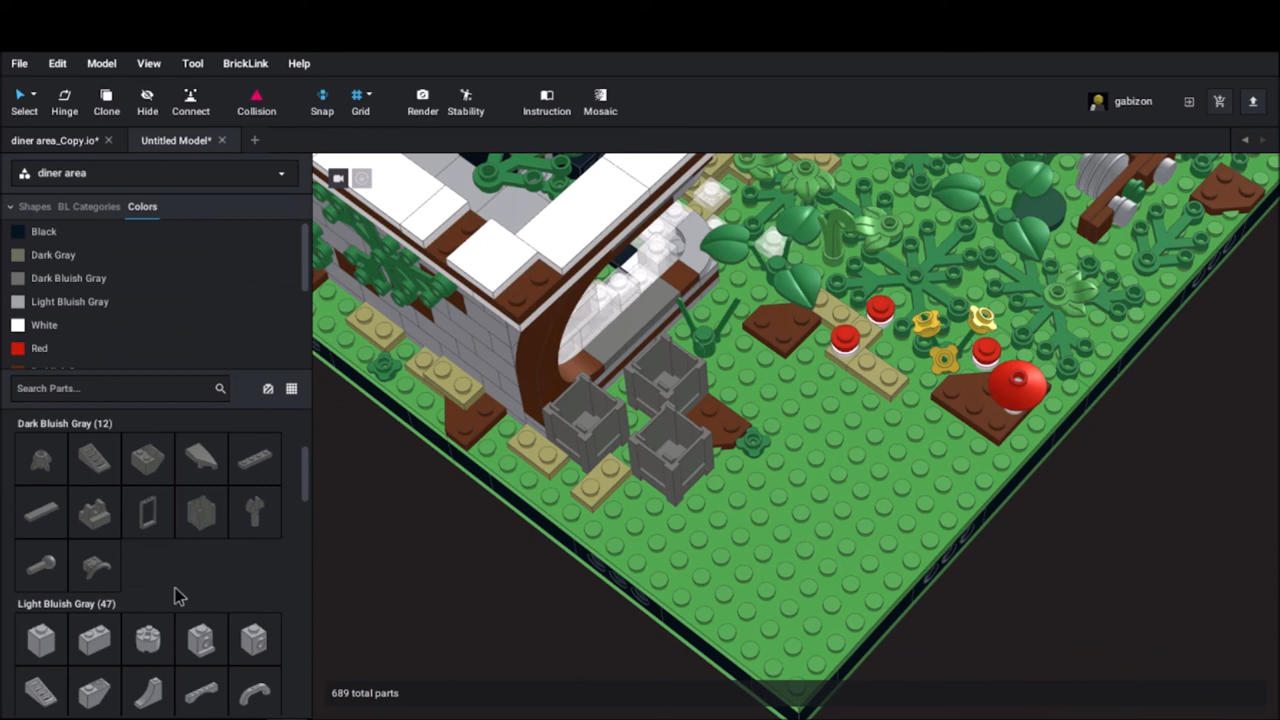 File Edit Model View Tool BrickLink Help
Select Hinge Clone Hide Connect Collision Snap Grid Render Stability Instruction Mosaic gabizon
diner area_Copy.io* Untitled Model*
diner area
Shapes BL Categories Colors
Black
Dark Gray
Dark Bluish Gray
Light Bluish Gray
White
Red
Search Parts...
Dark Bluish Gray (12)
Light Bluish Gray (47)
689 total parts